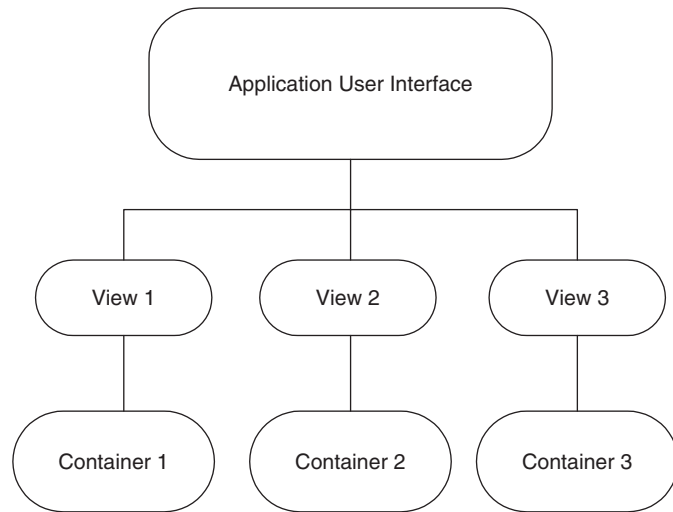 Application User Interface
View 1
View 2
View 3
Container 1
Container 2
Container 3